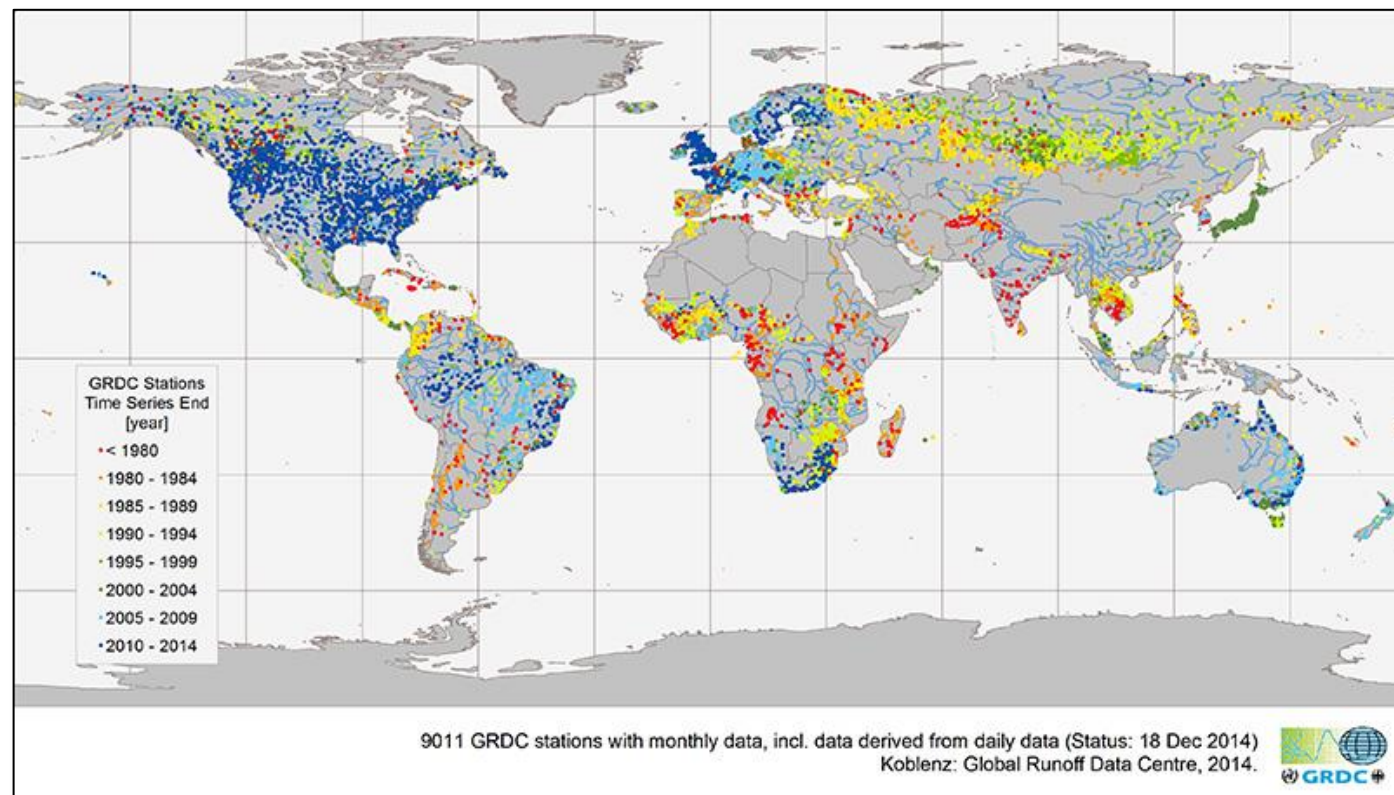 GRDC Stations
Time Series End
[year]
< 1980
1980 - 1984
1985 - 1989
1990 - 1994
1995 - 1999
2000 - 2004
2005 - 2009
2010 - 2014
9011 GRDC stations with monthly data, incl. data derived from daily data (Status: 18 Dec 2014)
Koblenz: Global Runoff Data Centre, 2014.
GRDC